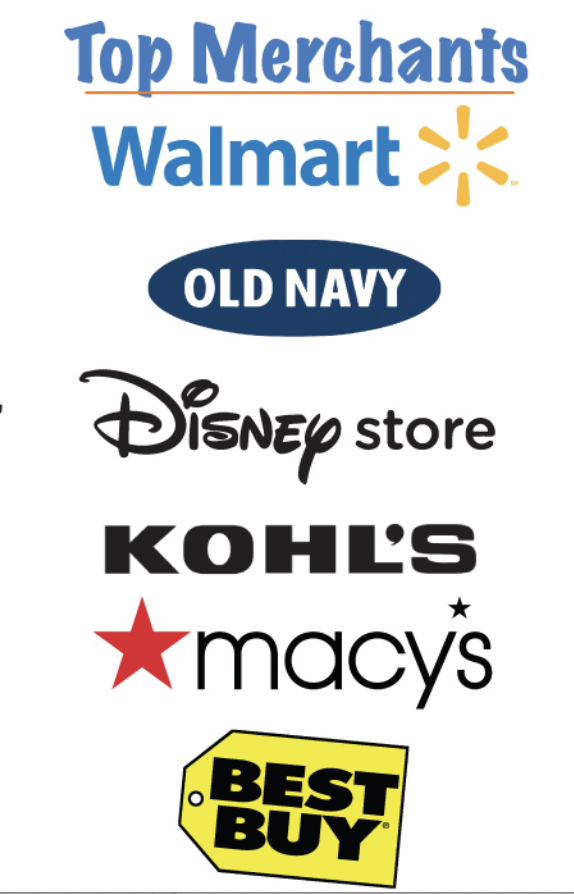 Top Merchants
Walmart
OLD NAVY
Disney store
KOHL'S
macy's
BEST
BUY